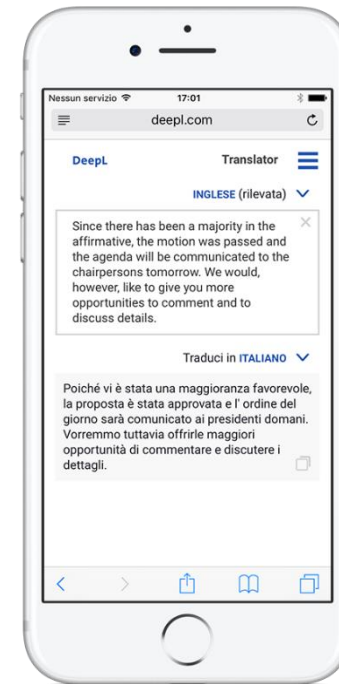 Nessun servizio 17:01
deepl.com
DeepL Translator
INGLESE (rilevata)
Since there has been a majority in the
affirmative, the motion was passed and
the agenda will be communicated to the
chairpersons tomorrow. We would,
however, like to give you more
opportunities to comment and to
discuss details.
Traduci in ITALIANO
Poiché vi è stata una maggioranza favorevole,
la proposta è stata approvata e l' ordine del
giorno sarà comunicato ai presidenti domani.
Vorremmo tuttavia offrirle maggiori
opportunità di commentare e discutere i
dettagli.